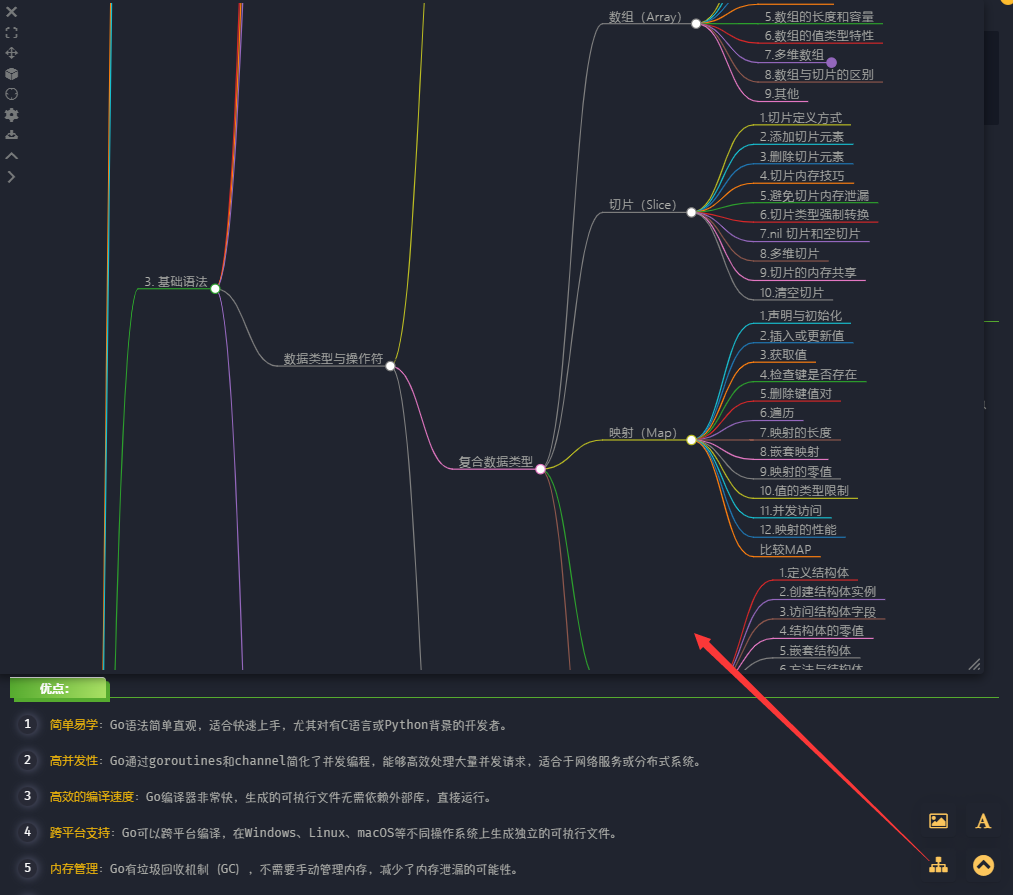 数组（Array）
5.数组的长度和容量
6.数组的值类型特性
7.多维数组
8.数组与切片的区别
9.其他
切片（Slice）
1.切片定义方式
2.添加切片元素
3.删除切片元素
4.切片内存技巧
5.避免切片内存泄漏
6.切片类型强制转换
7.nil 切片和空切片
8.多维切片
9.切片的内存共享
10.清空切片
3. 基础语法
数据类型与操作符
复合数据类型
映射（Map）
1.声明与初始化
2.插入或更新值
3.获取值
4.检查键是否存在
5.删除键值对
6.遍历
7.映射的长度
8.嵌套映射
9.映射的零值
10.值的类型限制
11.并发访问
12.映射的性能
比较MAP
1.定义结构体
2.创建结构体实例
3.访问结构体字段
4.结构体的零值
5.嵌套结构体
6.方法与结构体
优点：
1 简单易学：Go语法简单直观，适合快速上手，尤其对有C语言或Python背景的开发者。
2 高并发性：Go通过goroutines和channel简化了并发编程，能够高效处理大量并发请求，适合于网络服务或分布式系统。
3 高效的编译速度：Go编译器非常快，生成的可执行文件无需依赖外部库，直接运行。
4 跨平台支持：Go可以跨平台编译，在Windows、Linux、macOS等不同操作系统上生成独立的可执行文件。
5 内存管理：Go有垃圾回收机制（GC），不需要手动管理内存，减少了内存泄漏的可能性。
A